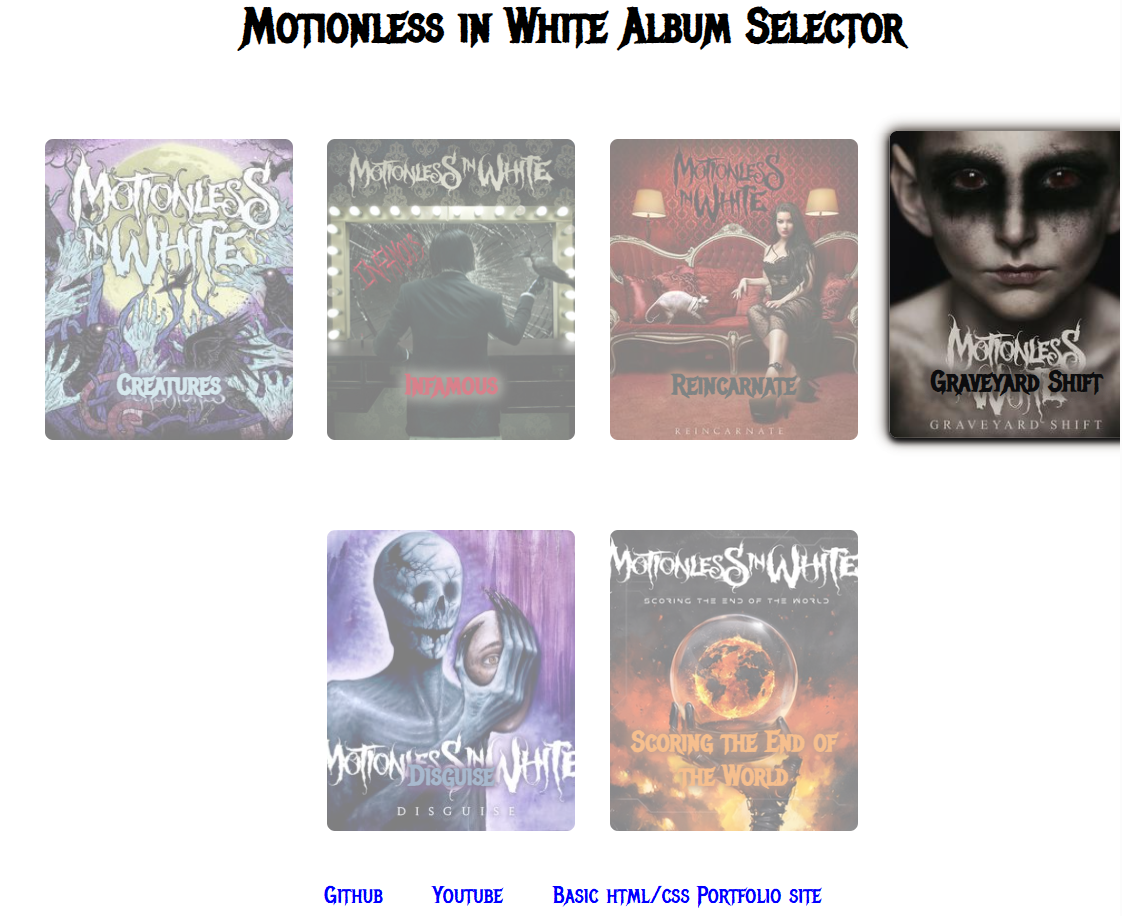 Motionless in White Album Selector
MOTIONLESS
IN
WHITE
Creatures
CREATURES
MOTIONLESS IN WHITE
INFAMOUS
Infamous
MOTIONLESS
IN WHITE
Reincarnate
REINCARNATE
MOTIONLESS
IN
WHITE
Graveyard Shift
GRAVEYARD SHIFT
MOTIONLESS IN WHITE
Disguise
DISGUISE
MOTIONLESS IN WHITE
SCORING THE END OF THE WORLD
Scoring the End of
the World
Github Youtube Basic html/css Portfolio site